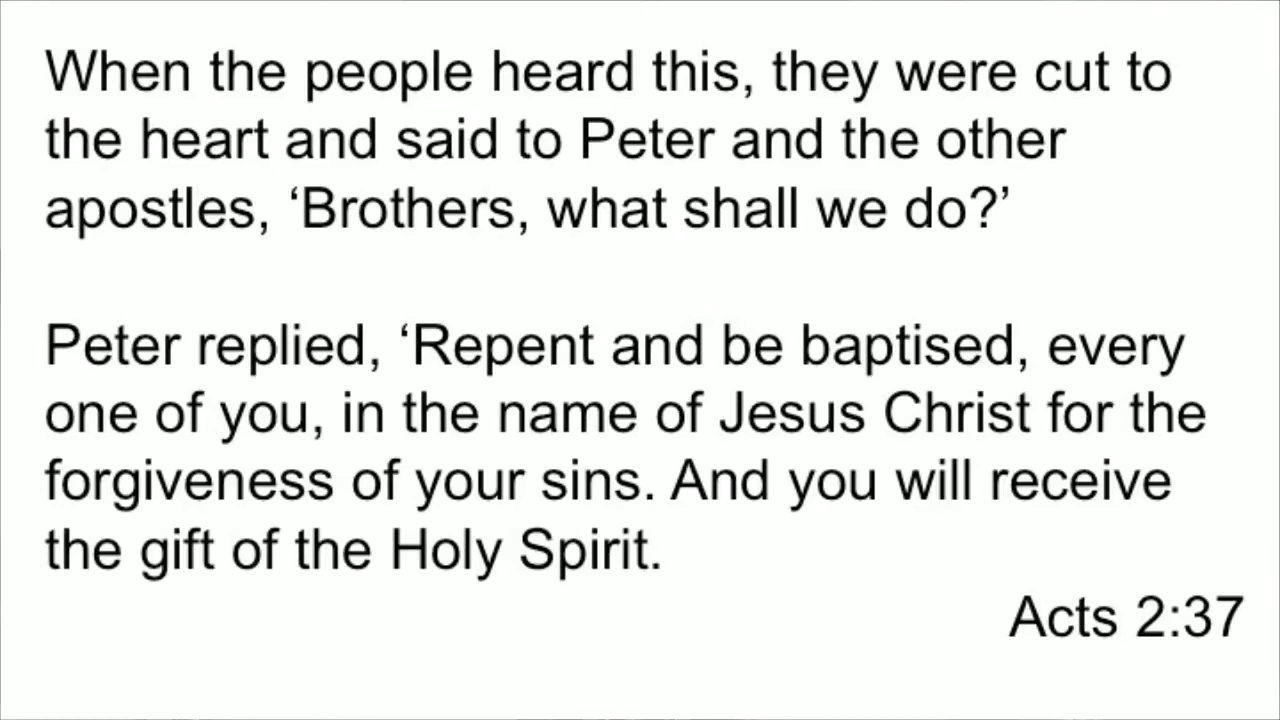 When the people heard this, they were cut to
the heart and said to Peter and the other
apostles, ‘Brothers, what shall we do?’
Peter replied, ‘Repent and be baptised, every
one of you, in the name of Jesus Christ for the
forgiveness of your sins. And you will receive
the gift of the Holy Spirit.
Acts 2:37